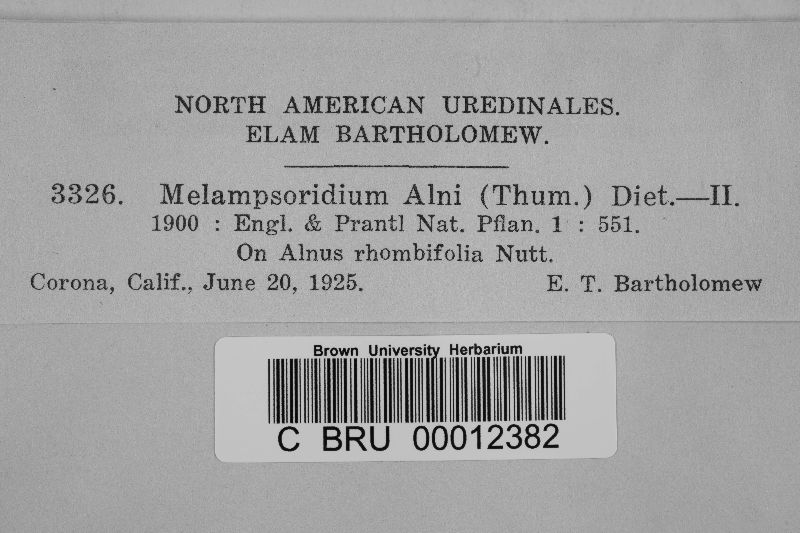 NORTH AMERICAN UREDINALES.
ELAM BARTHOLOMEW.
3326. Melampsoridium Alni (Thum.) Diet.—II.
1900 : Engl. & Prantl Nat. Pflan. 1 : 551.
On Alnus rhombifolia Nutt.
Corona, Calif., June 20, 1925. E. T. Bartholomew
Brown University Herbarium
C BRU 00012382